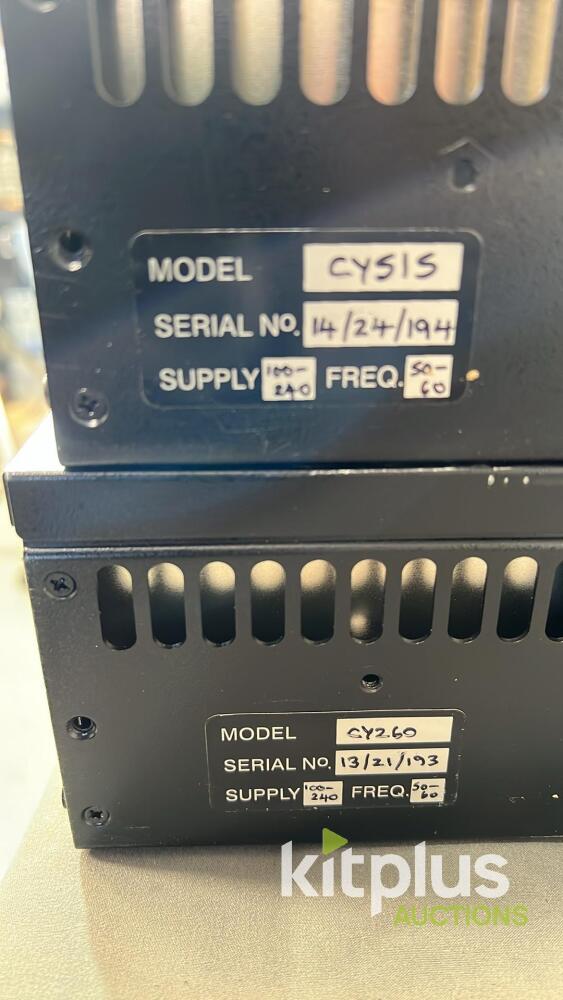 MODEL CY515
SERIAL No. 14/24/194
SUPPLY 100-240 FREQ. 50-60
MODEL CY260
SERIAL No. 13/21/193
SUPPLY 100-240 FREQ. 50-60
kitplus
AUCTIONS